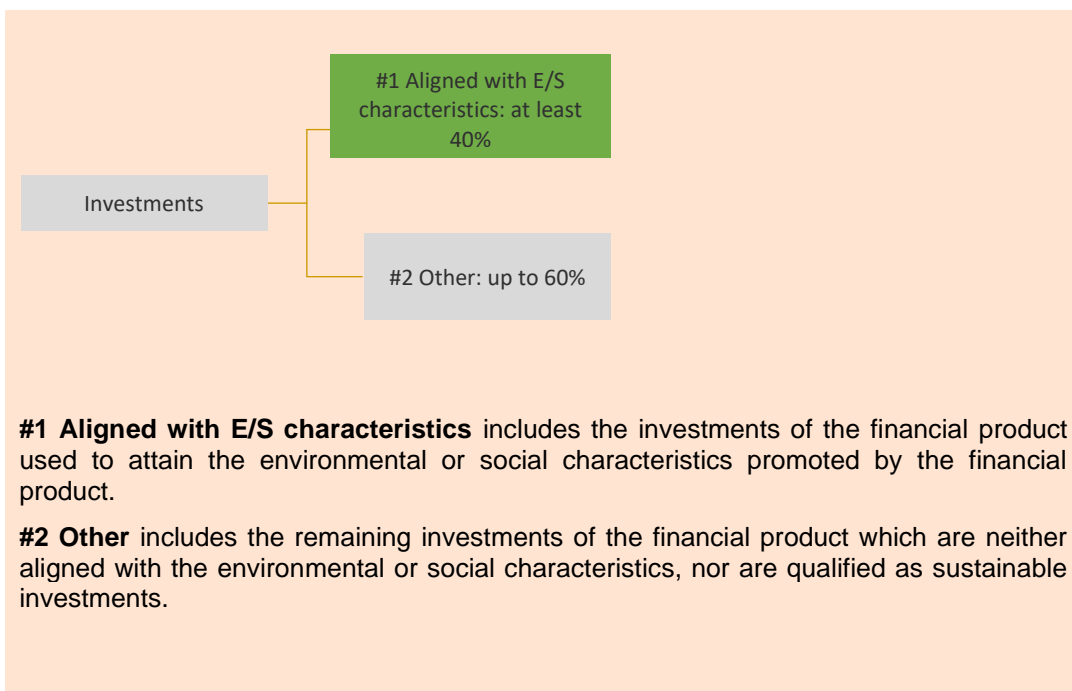 #1 Aligned with E/S
characteristics: at least
40%
Investments
#2 Other: up to 60%
#1 Aligned with E/S characteristics includes the investments of the financial product
used to attain the environmental or social characteristics promoted by the financial
product.
#2 Other includes the remaining investments of the financial product which are neither
aligned with the environmental or social characteristics, nor are qualified as sustainable
investments.